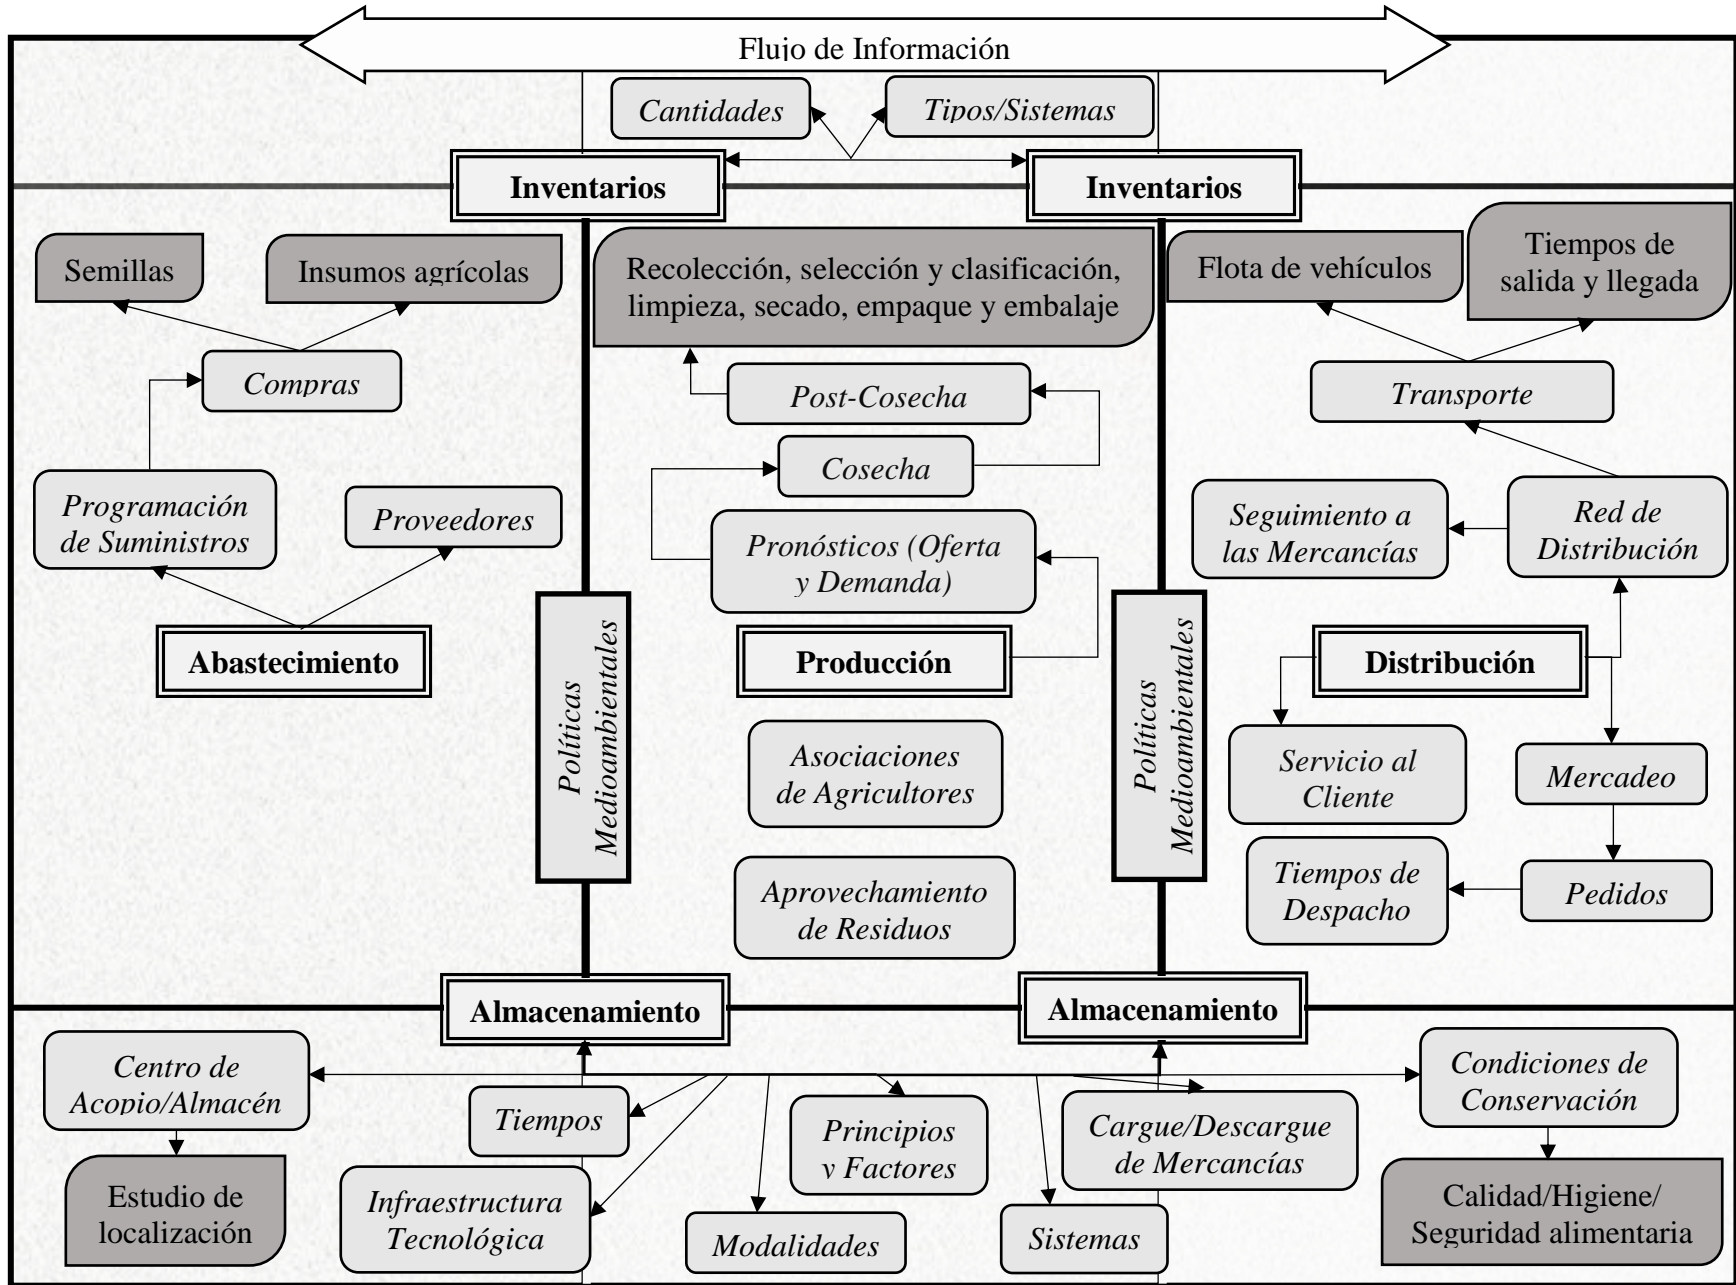 Flujo de Información
Cantidades
Tipos/Sistemas
Inventarios
Inventarios
Semillas
Insumos agrícolas
Recolección, selección y clasificación,
limpieza, secado, empaque y embalaje
Flota de vehículos
Tiempos de
salida y llegada
Compras
Post-Cosecha
Transporte
Cosecha
Programación
de Suministros
Proveedores
Pronósticos (Oferta
y Demanda)
Seguimiento a
las Mercancías
Red de
Distribución
Abastecimiento
Políticas
Medioambientales
Producción
Políticas
Medioambientales
Distribución
Asociaciones
de Agricultores
Servicio al
Cliente
Mercadeo
Aprovechamiento
de Residuos
Tiempos de
Despacho
Pedidos
Almacenamiento
Almacenamiento
Centro de
Acopio/Almacén
Tiempos
Principios
y Factores
Cargue/Descargue
de Mercancías
Condiciones de
Conservación
Estudio de
localización
Infraestructura
Tecnológica
Modalidades
Sistemas
Calidad/Higiene/
Seguridad alimentaria